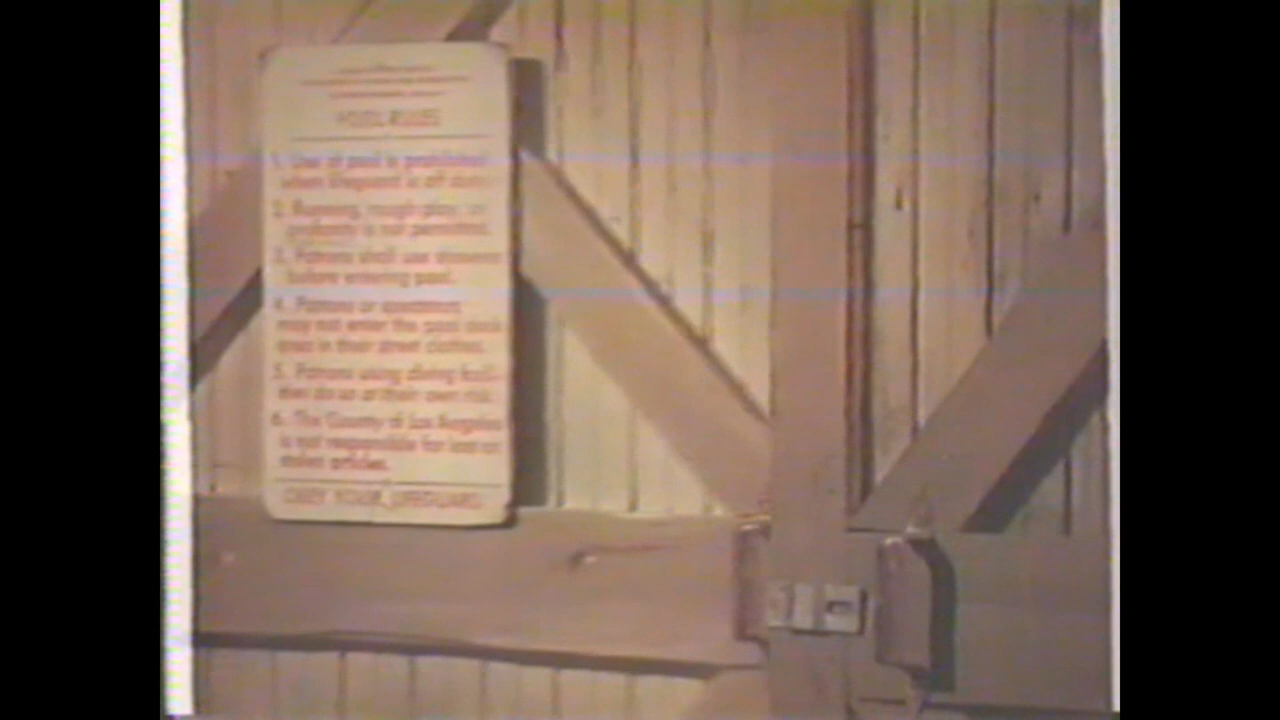 POOL RULES
1. Use of pool is prohibited
when lifeguard is off duty.
2. Running, rough play, or
profanity is not permitted.
3. Patrons shall use showers
before entering pool.
4. Patrons or spectators
may not enter the pool deck
area in their street clothes.
5. Patrons using diving facili-
ties do so at their own risk.
6. The County of Los Angeles
is not responsible for lost or
stolen articles.
OBEY YOUR LIFEGUARD